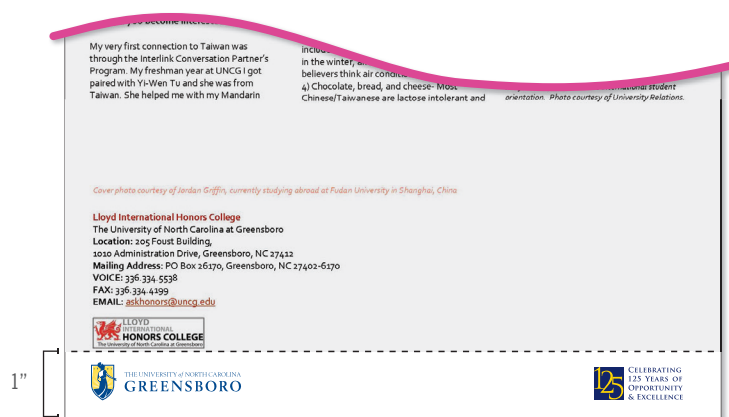 become
My very first connection to Taiwan was
through the Interlink Conversation Partner's
Program. My freshman year at UNCG I got
paired with Yi-Wen Tu and she was from
Taiwan. She helped me with my Mandarin
in the winter,
believers think air
4) Chocolate, bread, and cheese- Most
Chinese/Taiwanese are lactose intolerant and
student
orientation. Photo courtesy of University Relations.
Cover photo courtesy of Jordan Griffin, currently studying abroad at Fudan University in Shanghai, China
Lloyd International Honors College
The University of North Carolina at Greensboro
Location: 205 Foust Building,
1010 Administration Drive, Greensboro, NC 27412
Mailing Address: PO Box 26170, Greensboro, NC 27402-6170
VOICE: 336.334.5538
FAX: 336.334.4199
EMAIL: askhonors@uncg.edu
LLOYD
INTERNATIONAL
HONORS COLLEGE
The University of North Carolina at Greensboro
1"
THE UNIVERSITY of NORTH CAROLINA
GREENSBORO
125
CELEBRATING
125 YEARS OF
OPPORTUNITY
& EXCELLENCE